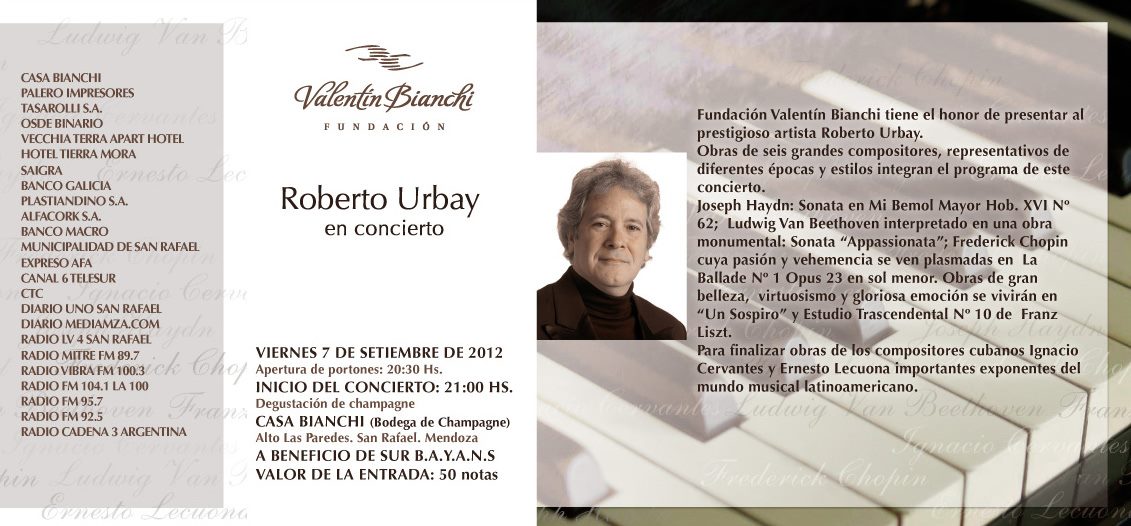 CASA BIANCHI
PALERO IMPRESORES
TASAROLLI S.A.
OSDE BINARIO
VECCHIA TERRA APART HOTEL
HOTEL TIERRA MORA
SAIGRA
BANCO GALICIA
PLASTIANDINO S.A.
ALFACORK S.A.
BANCO MACRO
MUNICIPALIDAD DE SAN RAFAEL
EXPRESO AFA
CANAL 6 TELESUR
CTC
DIARIO UNO SAN RAFAEL
DIARIO MEDIAMZA.COM
RADIO LV 4 SAN RAFAEL
RADIO MITRE FM 89.7
RADIO VIBRA FM 100.3
RADIO FM 104.1 LA 100
RADIO FM 95.7
RADIO FM 92.5
RADIO CADENA 3 ARGENTINA
Valentín Bianchi
FUNDACIÓN
Roberto Urbay
en concierto
VIERNES 7 DE SETIEMBRE DE 2012
Apertura de portones: 20:30 Hs.
INICIO DEL CONCIERTO: 21:00 HS.
Degustación de champagne
CASA BIANCHI (Bodega de Champagne)
Alto Las Paredes. San Rafael. Mendoza
A BENEFICIO DE SUR B.A.Y.A.N.S
VALOR DE LA ENTRADA: 50 notas
Fundación Valentín Bianchi tiene el honor de presentar al
prestigioso artista Roberto Urbay.
Obras de seis grandes compositores, representativos de
diferentes épocas y estilos integran el programa de este
concierto.
Joseph Haydn: Sonata en Mi Bemol Mayor Hob. XVI Nº
62; Ludwig Van Beethoven interpretado en una obra
monumental: Sonata “Appassionata”; Frederick Chopin
cuya pasión y vehemencia se ven plasmadas en La
Ballade Nº 1 Opus 23 en sol menor. Obras de gran
belleza, virtuosismo y gloriosa emoción se vivirán en
“Un Sospiro” y Estudio Trascendental Nº 10 de Franz
Liszt.
Para finalizar obras de los compositores cubanos Ignacio
Cervantes y Ernesto Lecuona importantes exponentes del
mundo musical latinoamericano.
Ludwig Van B
Ernesto Lecu
Ignacio Cervan
Ludwig Van B
Ernesto Lecuona
Frederick Chopin
Joseph Haydn
Ludwig Van Beethoven Fran
Ignacio Cervantes
Frederick Chopin